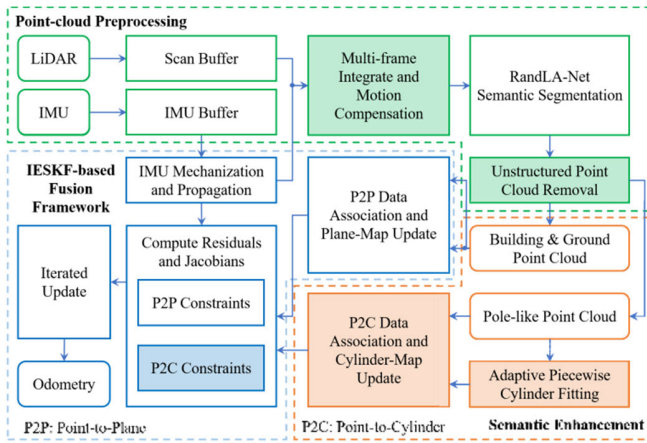 Point-cloud Preprocessing
LiDAR
Scan Buffer
Multi-frame
Integrate and
Motion
Compensation
RandLA-Net
Semantic Segmentation
IMU
IMU Buffer
IESKF-based
Fusion
Framework
IMU Mechanization
and Propagation
P2P Data
Association and
Plane-Map Update
Unstructured Point
Cloud Removal
Building & Ground
Point Cloud
Iterated
Update
Compute Residuals
and Jacobians
P2P Constraints
P2C Constraints
P2C Data
Association and
Cylinder-Map
Update
Pole-like Point Cloud
Adaptive Piecewise
Cylinder Fitting
Odometry
P2P: Point-to-Plane
P2C: Point-to-Cylinder
Semantic Enhancement